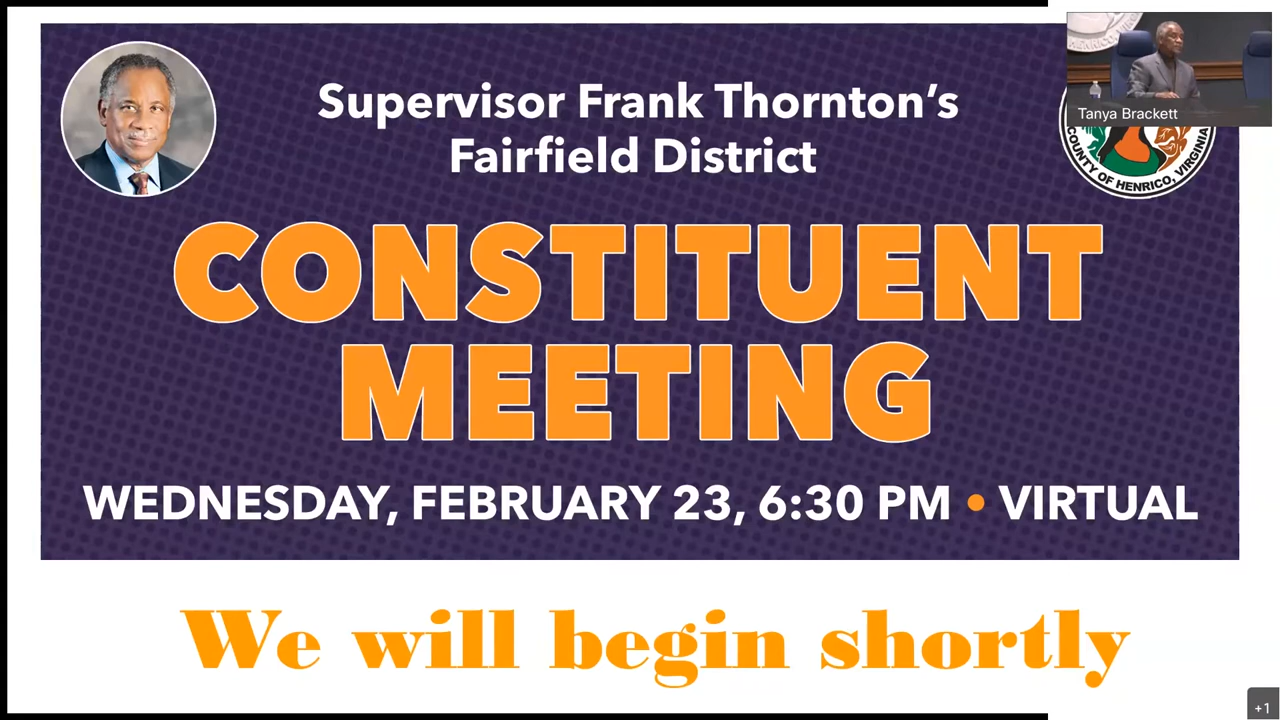 Supervisor Frank Thornton’s
Fairfield District
Tanya Brackett
COUNTY OF HENRICO, VIRGINIA
CONSTITUENT
MEETING
WEDNESDAY, FEBRUARY 23, 6:30 PM • VIRTUAL
We will begin shortly
+1